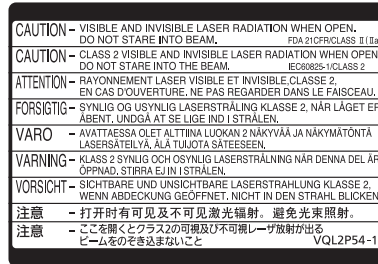 CAUTION – VISIBLE AND INVISIBLE LASER RADIATION WHEN OPEN.
DO NOT STARE INTO BEAM. FDA 21CFR/CLASS II (IIa
CAUTION – CLASS 2 VISIBLE AND INVISIBLE LASER RADIATION WHEN OPEN
DO NOT STARE INTO THE BEAM. IEC60825-1/CLASS 2
ATTENTION – RAYONNEMENT LASER VISIBLE ET INVISIBLE,CLASSE 2,
EN CAS D'OUVERTURE. NE PAS REGARDER DANS LE FAISCEAU.
FORSIGTIG – SYNLIG OG USYNLIG LASERSTRÅLING KLASSE 2, NÅR LÅGET ER
ÅBENT. UNDGÅ AT SE LIGE IND I STRÅLEN.
VARO – AVATTAESSA OLET ALTTIINA LUOKAN 2 NÄKYVÄÄ JA NÄKYMÄTÖNTÄ
LASERSÄTEILYÄ. ÄLÄ TUIJOTA SÄTEESEEN.
VARNING – KLASS 2 SYNLIG OCH OSYNLIG LASERSTRÅLNING NÄR DENNA DEL ÄR
ÖPPNAD. STIRRA EJ IN I STRÅLEN.
VORSICHT – SICHTBARE UND UNSICHTBARE LASERSTRAHLUNG KLASSE 2,
WENN ABDECKUNG GEÖFFNET. NICHT IN DEN STRAHL BLICKEN
注意 – 打开时有可见及不可见激光辐射。避免光束照射。
注意 – ここを開くとクラス2の可視及び不可視レーザ放射が出る
ビームをのぞき込まないこと VQL2P54-1